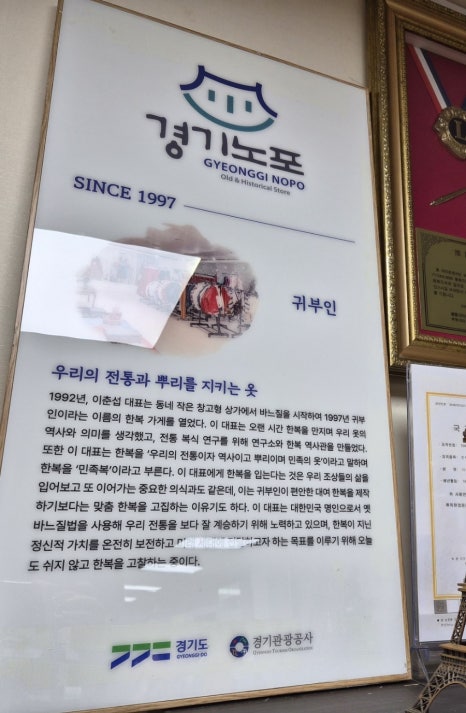 경기노포
GYEONGGI NOPO
Old & Historical Store
SINCE 1997
귀부인
우리의 전통과 뿌리를 지키는 옷
1992년, 이춘섭 대표는 동네 작은 창고형 상가에서 바느질을 시작하여 1997년 귀부
인이라는 이름의 한복 가게를 열었다. 이 대표는 오랜 시간 한복을 만지며 우리 옷의
역사와 의미를 생각했고, 전통 복식 연구를 위해 연구소와 한복 역사관을 만들었다.
또한 이 대표는 한복을 '우리의 전통이자 역사이고 뿌리이며 민족의 옷'이라고 말하며
한복을 '민족복'이라고 부른다. 이 대표에게 한복을 입는다는 것은 우리 조상들의 삶을
입어보고 또 이어가는 중요한 의식과도 같은데, 이는 귀부인이 편안한 대여 한복을 제작
하기보다는 맞춤 한복을 고집하는 이유기도 하다. 이 대표는 대한민국 명인으로서 옛
바느질법을 사용해 우리 전통을 보다 잘 계승하기 위해 노력하고 있으며, 한복이 지닌
정신적 가치를 온전히 보전하고 하는 목표를 이루기 위해 오늘
도 쉬지 않고 한복을 고찰하는 중이다.
경기도
GYEONGGI-DO
경기관광공사
GYEONGGI TOURISM ORGANIZATION